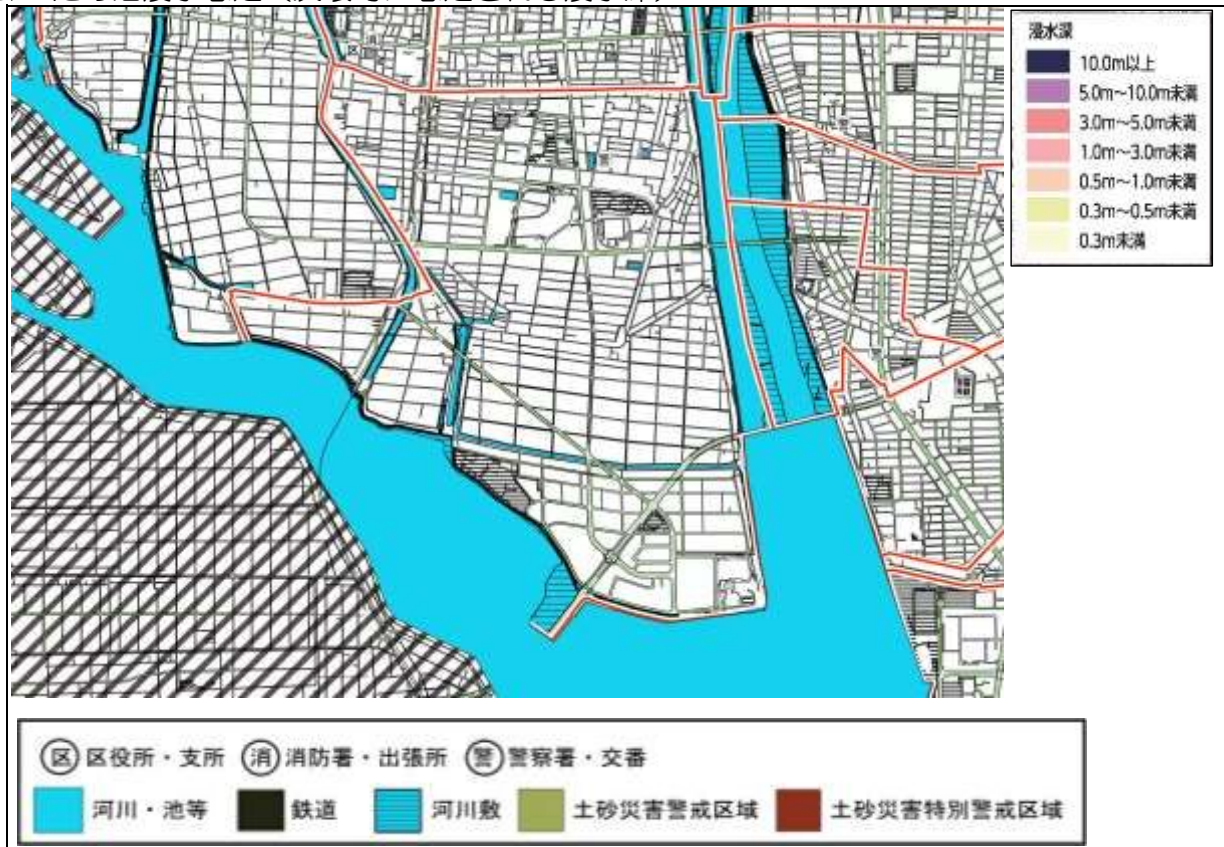 浸水深
10.0m以上
5.0m～10.0m未満
3.0m～5.0m未満
1.0m～3.0m未満
0.5m～1.0m未満
0.3m～0.5m未満
0.3m未満
区 消
区 区役所・支所 消 消防署・出張所 警 警察署・交番
河川・池等 鉄道 河川敷 土砂災害警戒区域 土砂災害特別警戒区域